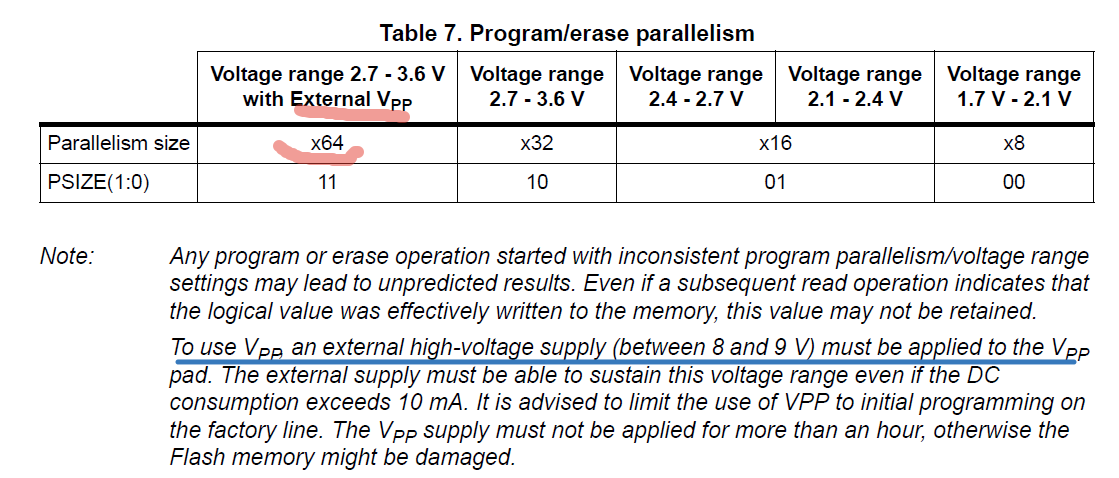 Table 7. Program/erase parallelism
Voltage range 2.7 - 3.6 V with External VPP Voltage range 2.7 - 3.6 V Voltage range 2.4 - 2.7 V Voltage range 2.1 - 2.4 V Voltage range 1.7 V - 2.1 V
Parallelism size x64 x32 x16 x8
PSIZE(1:0) 11 10 01 00
Note: Any program or erase operation started with inconsistent program parallelism/voltage range
settings may lead to unpredicted results. Even if a subsequent read operation indicates that
the logical value was effectively written to the memory, this value may not be retained.
To use VPP, an external high-voltage supply (between 8 and 9 V) must be applied to the VPP
pad. The external supply must be able to sustain this voltage range even if the DC
consumption exceeds 10 mA. It is advised to limit the use of VPP to initial programming on
the factory line. The VPP supply must not be applied for more than an hour, otherwise the
Flash memory might be damaged.